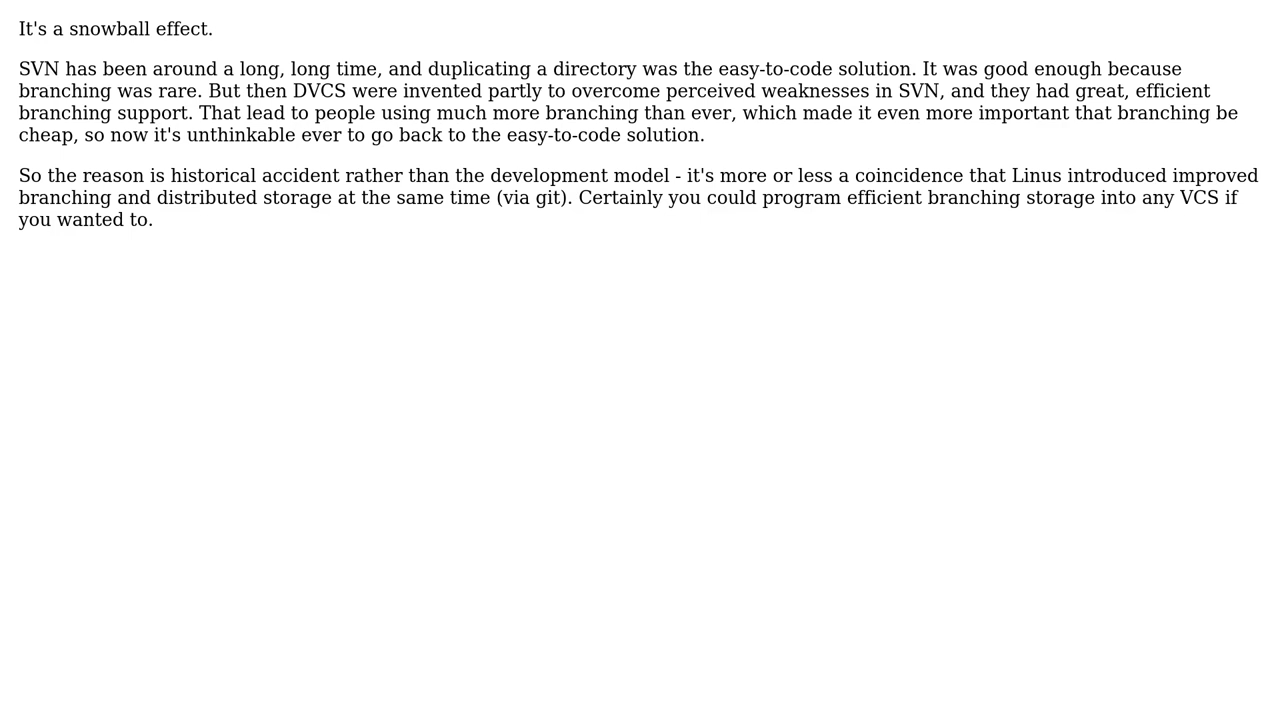 It's a snowball effect.
SVN has been around a long, long time, and duplicating a directory was the easy-to-code solution. It was good enough because
branching was rare. But then DVCS were invented partly to overcome perceived weaknesses in SVN, and they had great, efficient
branching support. That lead to people using much more branching than ever, which made it even more important that branching be
cheap, so now it's unthinkable ever to go back to the easy-to-code solution.
So the reason is historical accident rather than the development model - it's more or less a coincidence that Linus introduced improved
branching and distributed storage at the same time (via git). Certainly you could program efficient branching storage into any VCS if
you wanted to.